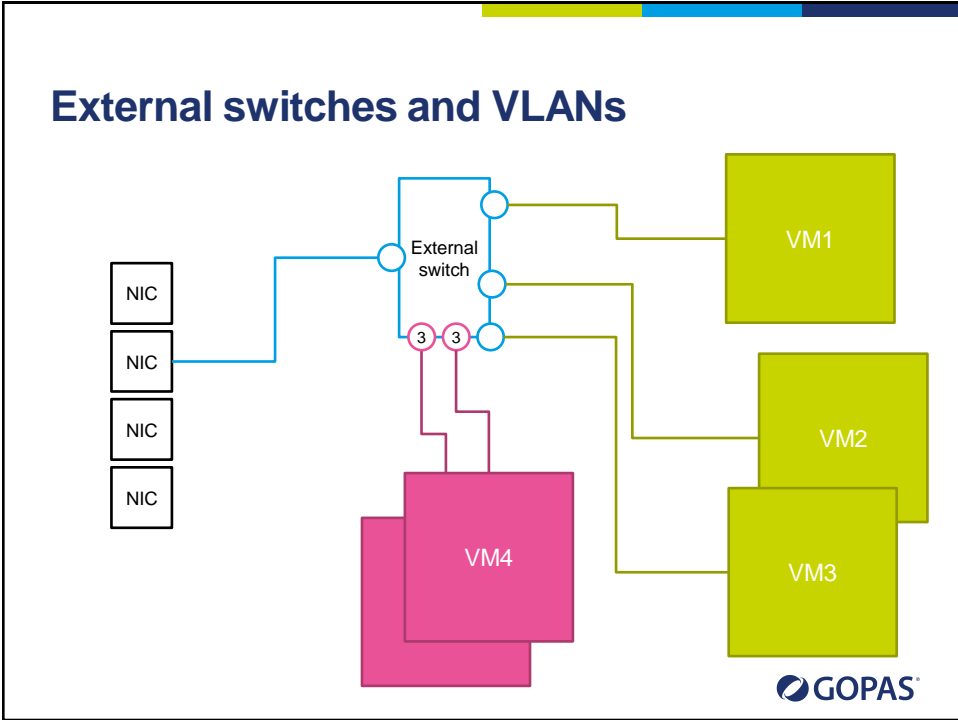 External switches and VLANs
External
switch
VM1
NIC
NIC
NIC
NIC
3
3
VM2
VM4
VM3
GOPAS